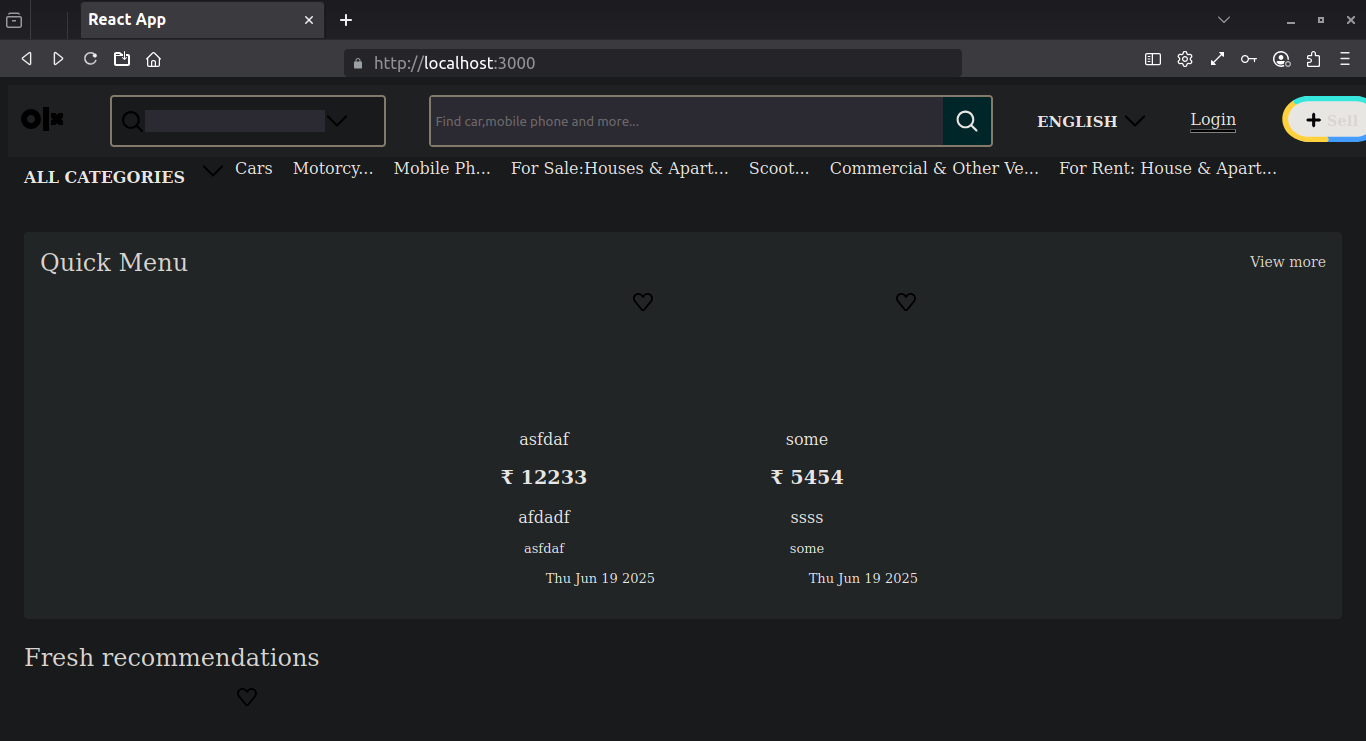 React App
http://localhost:3000
olx
Find car,mobile phone and more...
ENGLISH
Login
Sell
ALL CATEGORIES
Cars Motorcy... Mobile Ph... For Sale:Houses & Apart... Scoot... Commercial & Other Ve... For Rent: House & Apart...
Quick Menu
View more
asfdaf some
₹ 12233 ₹ 5454
afdadf ssss
asfdaf some
Thu Jun 19 2025 Thu Jun 19 2025
Fresh recommendations